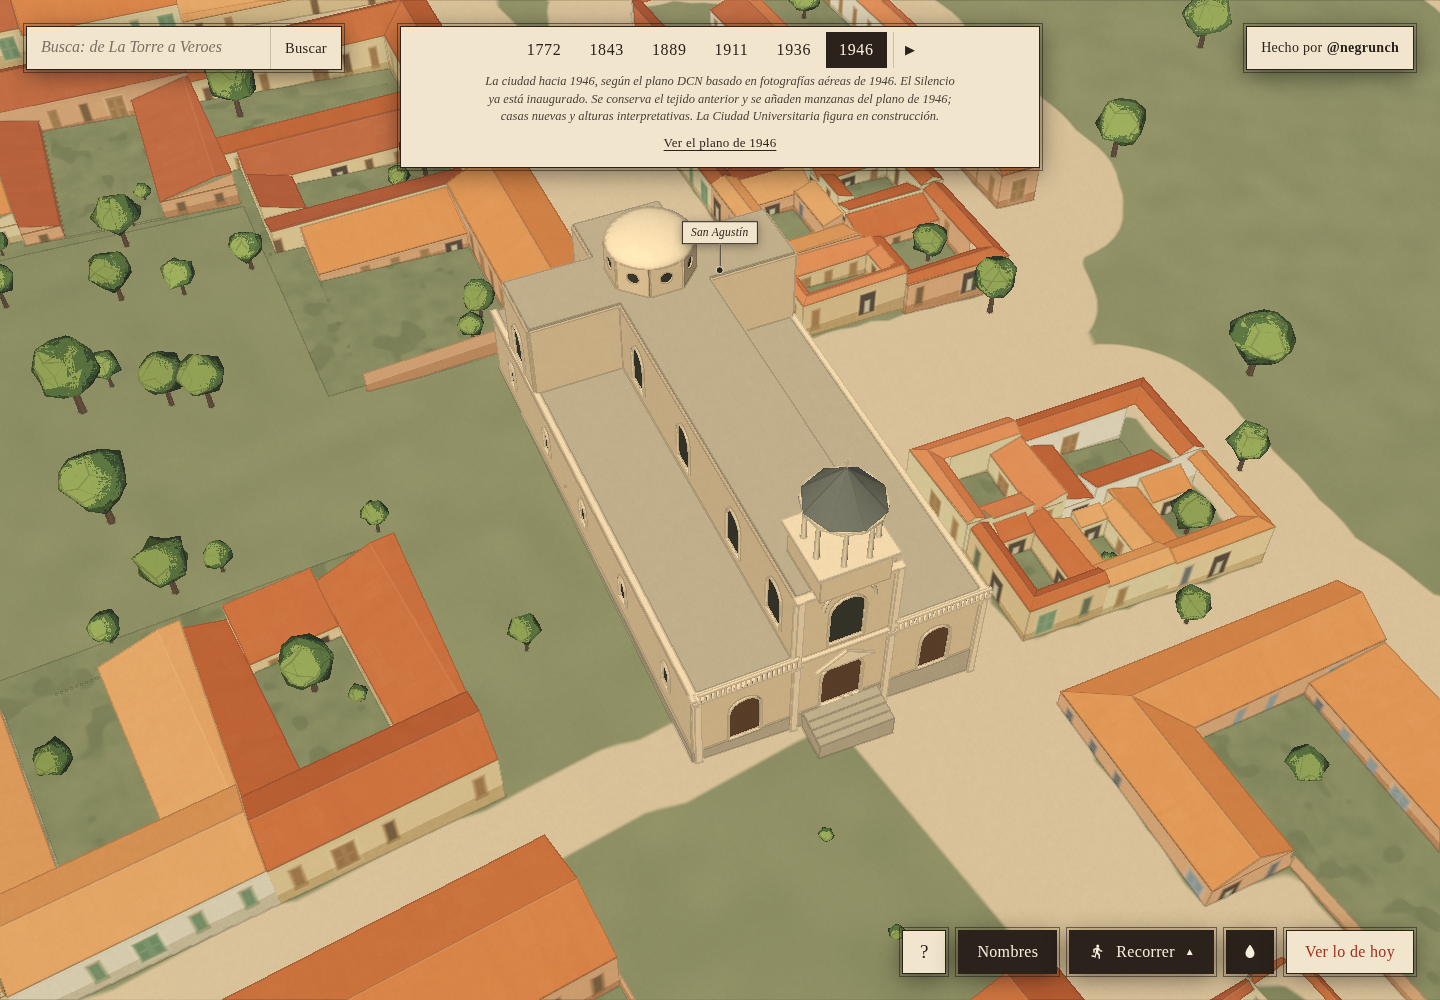 Busca: de La Torre a Veroes
Buscar
1772 1843 1889 1911 1936 1946 ▶
La ciudad hacia 1946, según el plano DCN basado en fotografías aéreas de 1946. El Silencio
ya está inaugurado. Se conserva el tejido anterior y se añaden manzanas del plano de 1946;
casas nuevas y alturas interpretativas. La Ciudad Universitaria figura en construcción.
Ver el plano de 1946
Hecho por @negrunch
San Agustín
?
Nombres
Recorrer ▲
Ver lo de hoy